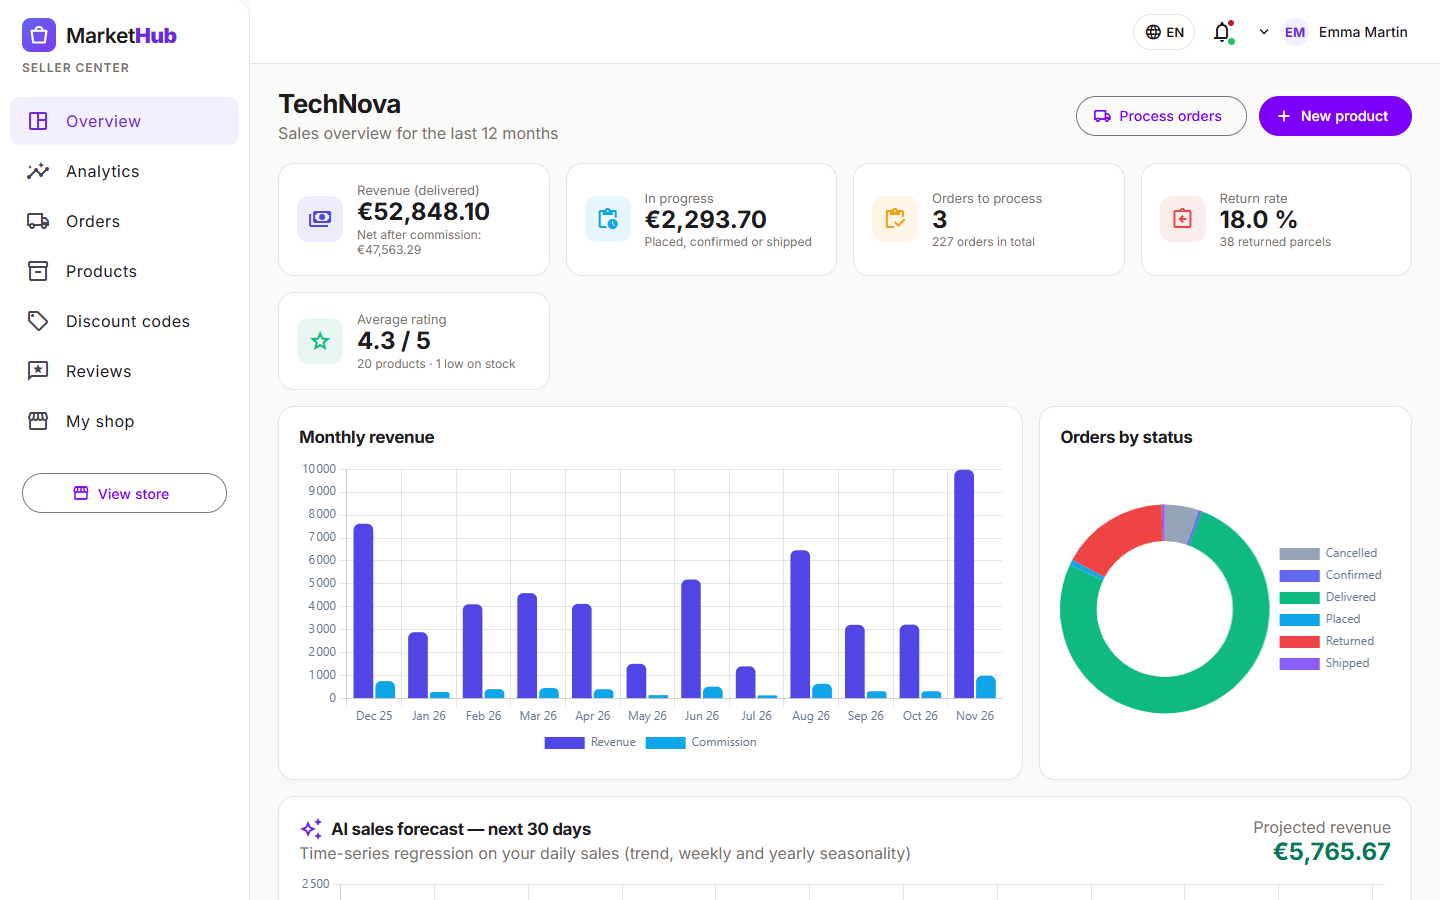 MarketHub
SELLER CENTER
Overview
Analytics
Orders
Products
Discount codes
Reviews
My shop
View store
EN
EM
Emma Martin
TechNova
Sales overview for the last 12 months
Process orders
New product
Revenue (delivered)
€52,848.10
Net after commission:
€47,563.29
In progress
€2,293.70
Placed, confirmed or shipped
Orders to process
3
227 orders in total
Return rate
18.0 %
38 returned parcels
Average rating
4.3 / 5
20 products · 1 low on stock
Monthly revenue
10 000
9 000
8 000
7 000
6 000
5 000
4 000
3 000
2 000
1 000
0
Dec 25 Jan 26 Feb 26 Mar 26 Apr 26 May 26 Jun 26 Jul 26 Aug 26 Sep 26 Oct 26 Nov 26
Revenue Commission
Orders by status
Cancelled
Confirmed
Delivered
Placed
Returned
Shipped
AI sales forecast — next 30 days
Time-series regression on your daily sales (trend, weekly and yearly seasonality)
Projected revenue
€5,765.67
2 500